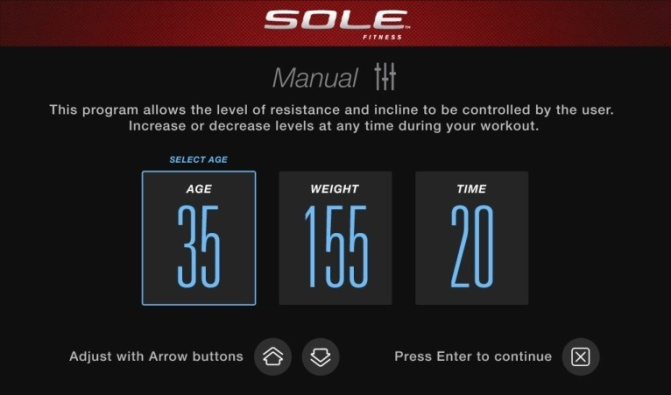 SOLE
FITNESS
Manual
This program allows the level of resistance and incline to be controlled by the user.
Increase or decrease levels at any time during your workout.
SELECT AGE
AGE
35
WEIGHT
155
TIME
20
Adjust with Arrow buttons
Press Enter to continue